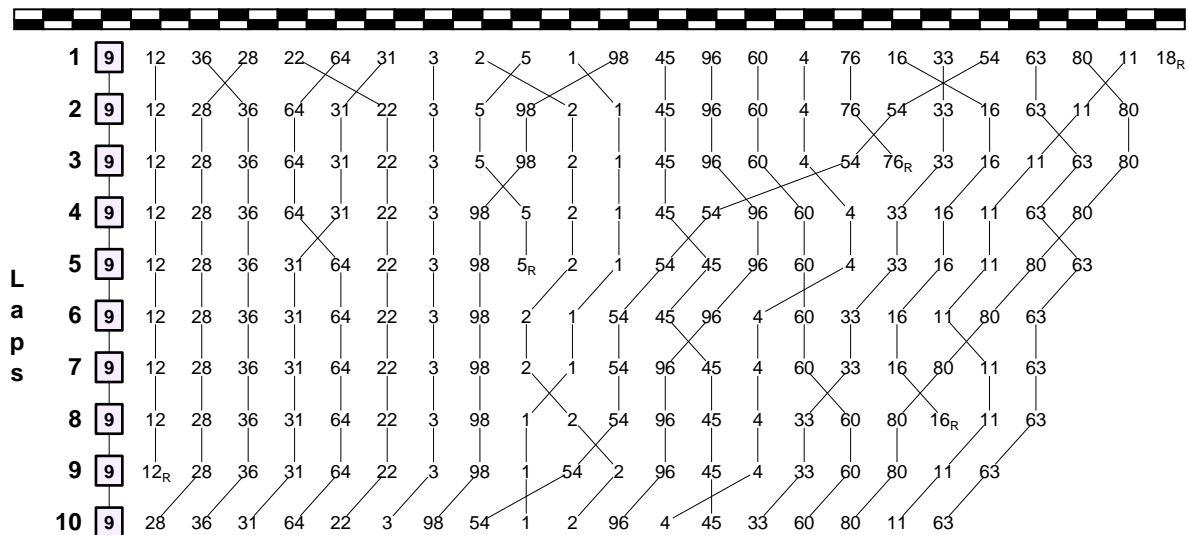 1 9 12 36 28 22 64 31 3 2 5 1 98 45 96 60 4 76 16 33 54 63 80 11 18R
2 9 12 28 36 64 31 22 3 5 98 2 1 45 96 60 4 76 54 33 16 63 11 80
3 9 12 28 36 64 31 22 3 5 98 2 1 45 96 60 4 54 76R 33 16 11 63 80
4 9 12 28 36 64 31 22 3 98 5 2 1 45 54 96 60 4 33 16 11 63 80
5 9 12 28 36 31 64 22 3 98 5R 2 1 54 45 96 60 4 33 16 11 80 63
6 9 12 28 36 31 64 22 3 98 2 1 54 45 96 4 60 33 16 11 80 63
7 9 12 28 36 31 64 22 3 98 2 1 54 96 45 4 60 33 16 80 11 63
8 9 12 28 36 31 64 22 3 98 1 2 54 96 45 4 33 60 80 16R 11 63
9 9 12R 28 36 31 64 22 3 98 1 54 2 96 45 4 33 60 80 11 63
10 9 28 36 31 64 22 3 98 54 1 2 96 4 45 33 60 80 11 63
Laps